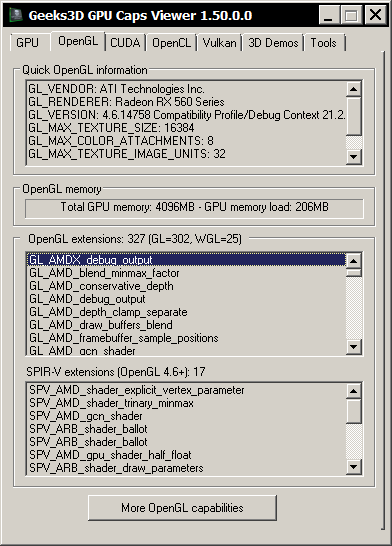 Geeks3D GPU Caps Viewer 1.50.0.0
GPU OpenGL CUDA OpenCL Vulkan 3D Demos Tools
Quick OpenGL information
GL_VENDOR: ATI Technologies Inc.
GL_RENDERER: Radeon RX 560 Series
GL_VERSION: 4.6.14758 Compatibility Profile/Debug Context 21.2.
GL_MAX_TEXTURE_SIZE: 16384
GL_MAX_COLOR_ATTACHMENTS: 8
GL_MAX_TEXTURE_IMAGE_UNITS: 32
OpenGL memory
Total GPU memory: 4096MB - GPU memory load: 206MB
OpenGL extensions: 327 (GL=302, WGL=25)
GL_AMDX_debug_output
GL_AMD_blend_minmax_factor
GL_AMD_conservative_depth
GL_AMD_debug_output
GL_AMD_depth_clamp_separate
GL_AMD_draw_buffers_blend
GL_AMD_framebuffer_sample_positions
GL_AMD_gcn_shader
SPIR-V extensions (OpenGL 4.6+): 17
SPV_AMD_shader_explicit_vertex_parameter
SPV_AMD_shader_trinary_minmax
SPV_AMD_gcn_shader
SPV_ARB_shader_ballot
SPV_ARB_shader_ballot
SPV_AMD_gpu_shader_half_float
SPV_ARB_shader_draw_parameters
More OpenGL capabilities